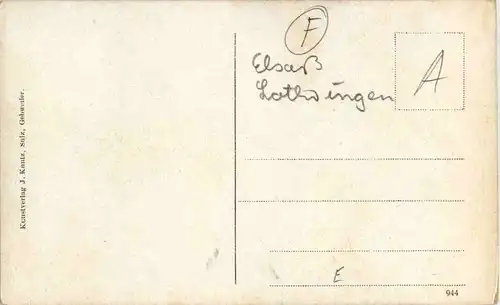 F
Elsaß
Lothringen
A
Kunstverlag J. Kuntz, Sulz, Gebweiler.
E
944